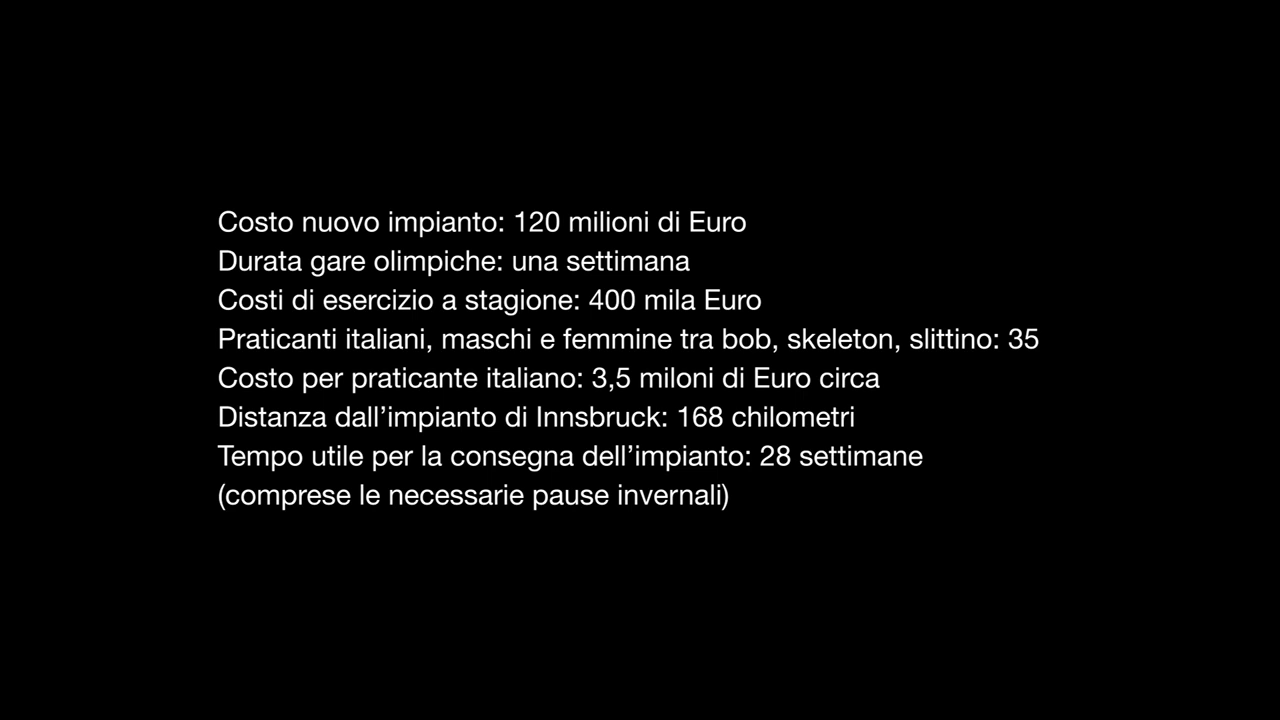 Costo nuovo impianto: 120 milioni di Euro
Durata gare olimpiche: una settimana
Costi di esercizio a stagione: 400 mila Euro
Praticanti italiani, maschi e femmine tra bob, skeleton, slittino: 35
Costo per praticante italiano: 3,5 miloni di Euro circa
Distanza dall’impianto di Innsbruck: 168 chilometri
Tempo utile per la consegna dell’impianto: 28 settimane
(comprese le necessarie pause invernali)